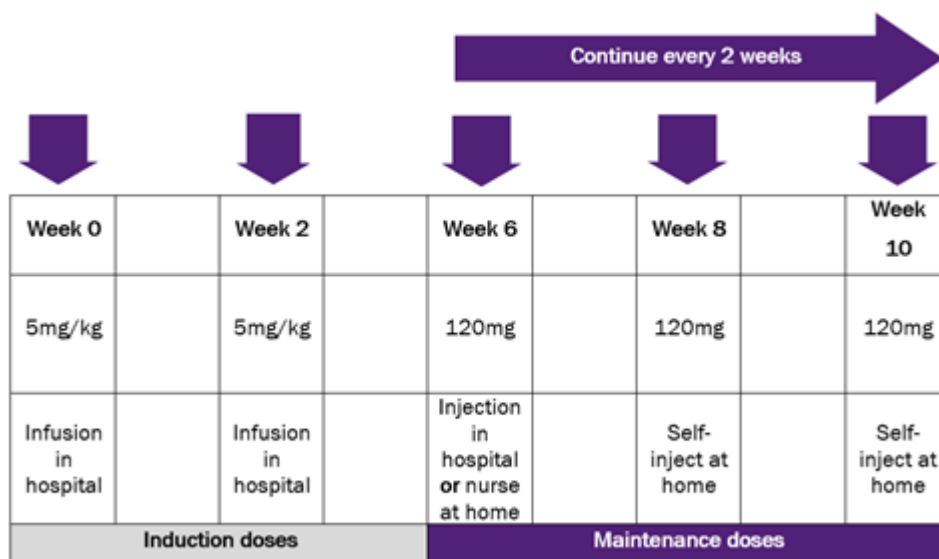 Continue every 2 weeks
Week 0
Week 2
Week 6
Week 8
Week
10
5mg/kg
5mg/kg
120mg
120mg
120mg
Infusion
in
hospital
Infusion
in
hospital
Injection
in
hospital
or nurse
at home
Self-
inject at
home
Self-
inject at
home
Induction doses
Maintenance doses